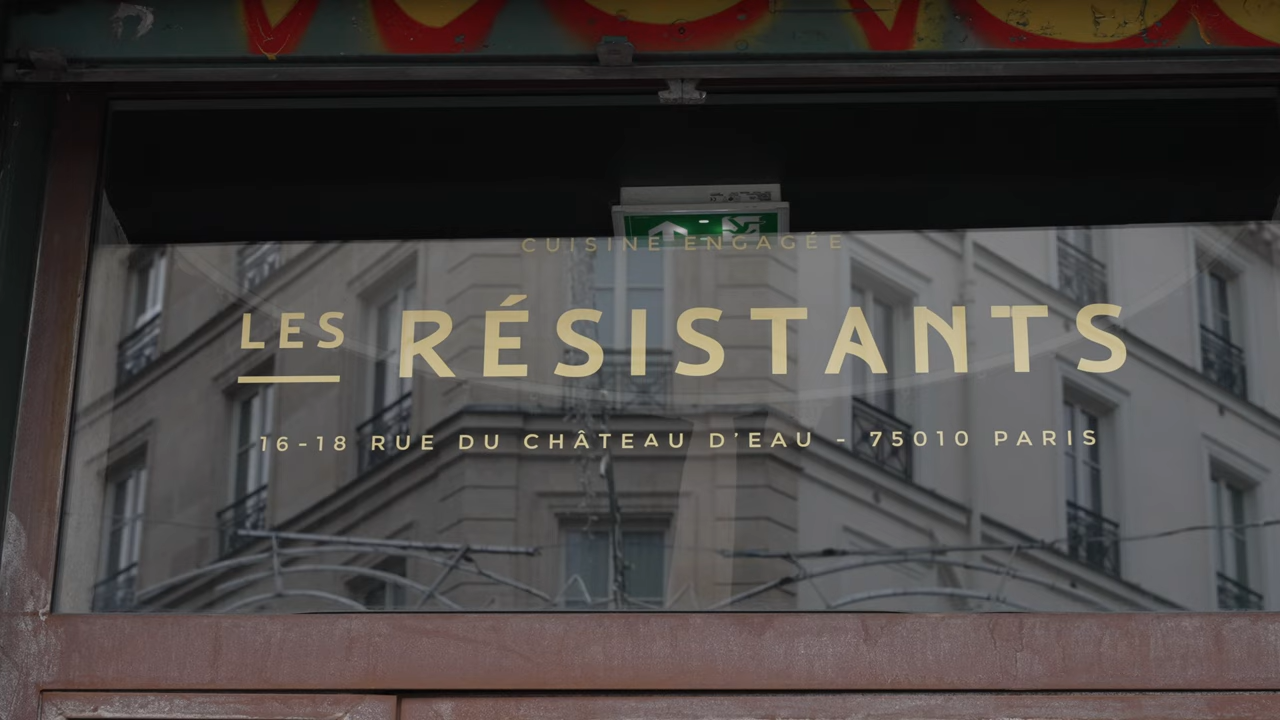 CUISINE ENGAGÉE
LES RÉSISTANTS
16-18 RUE DU CHÂTEAU D'EAU - 75010 PARIS